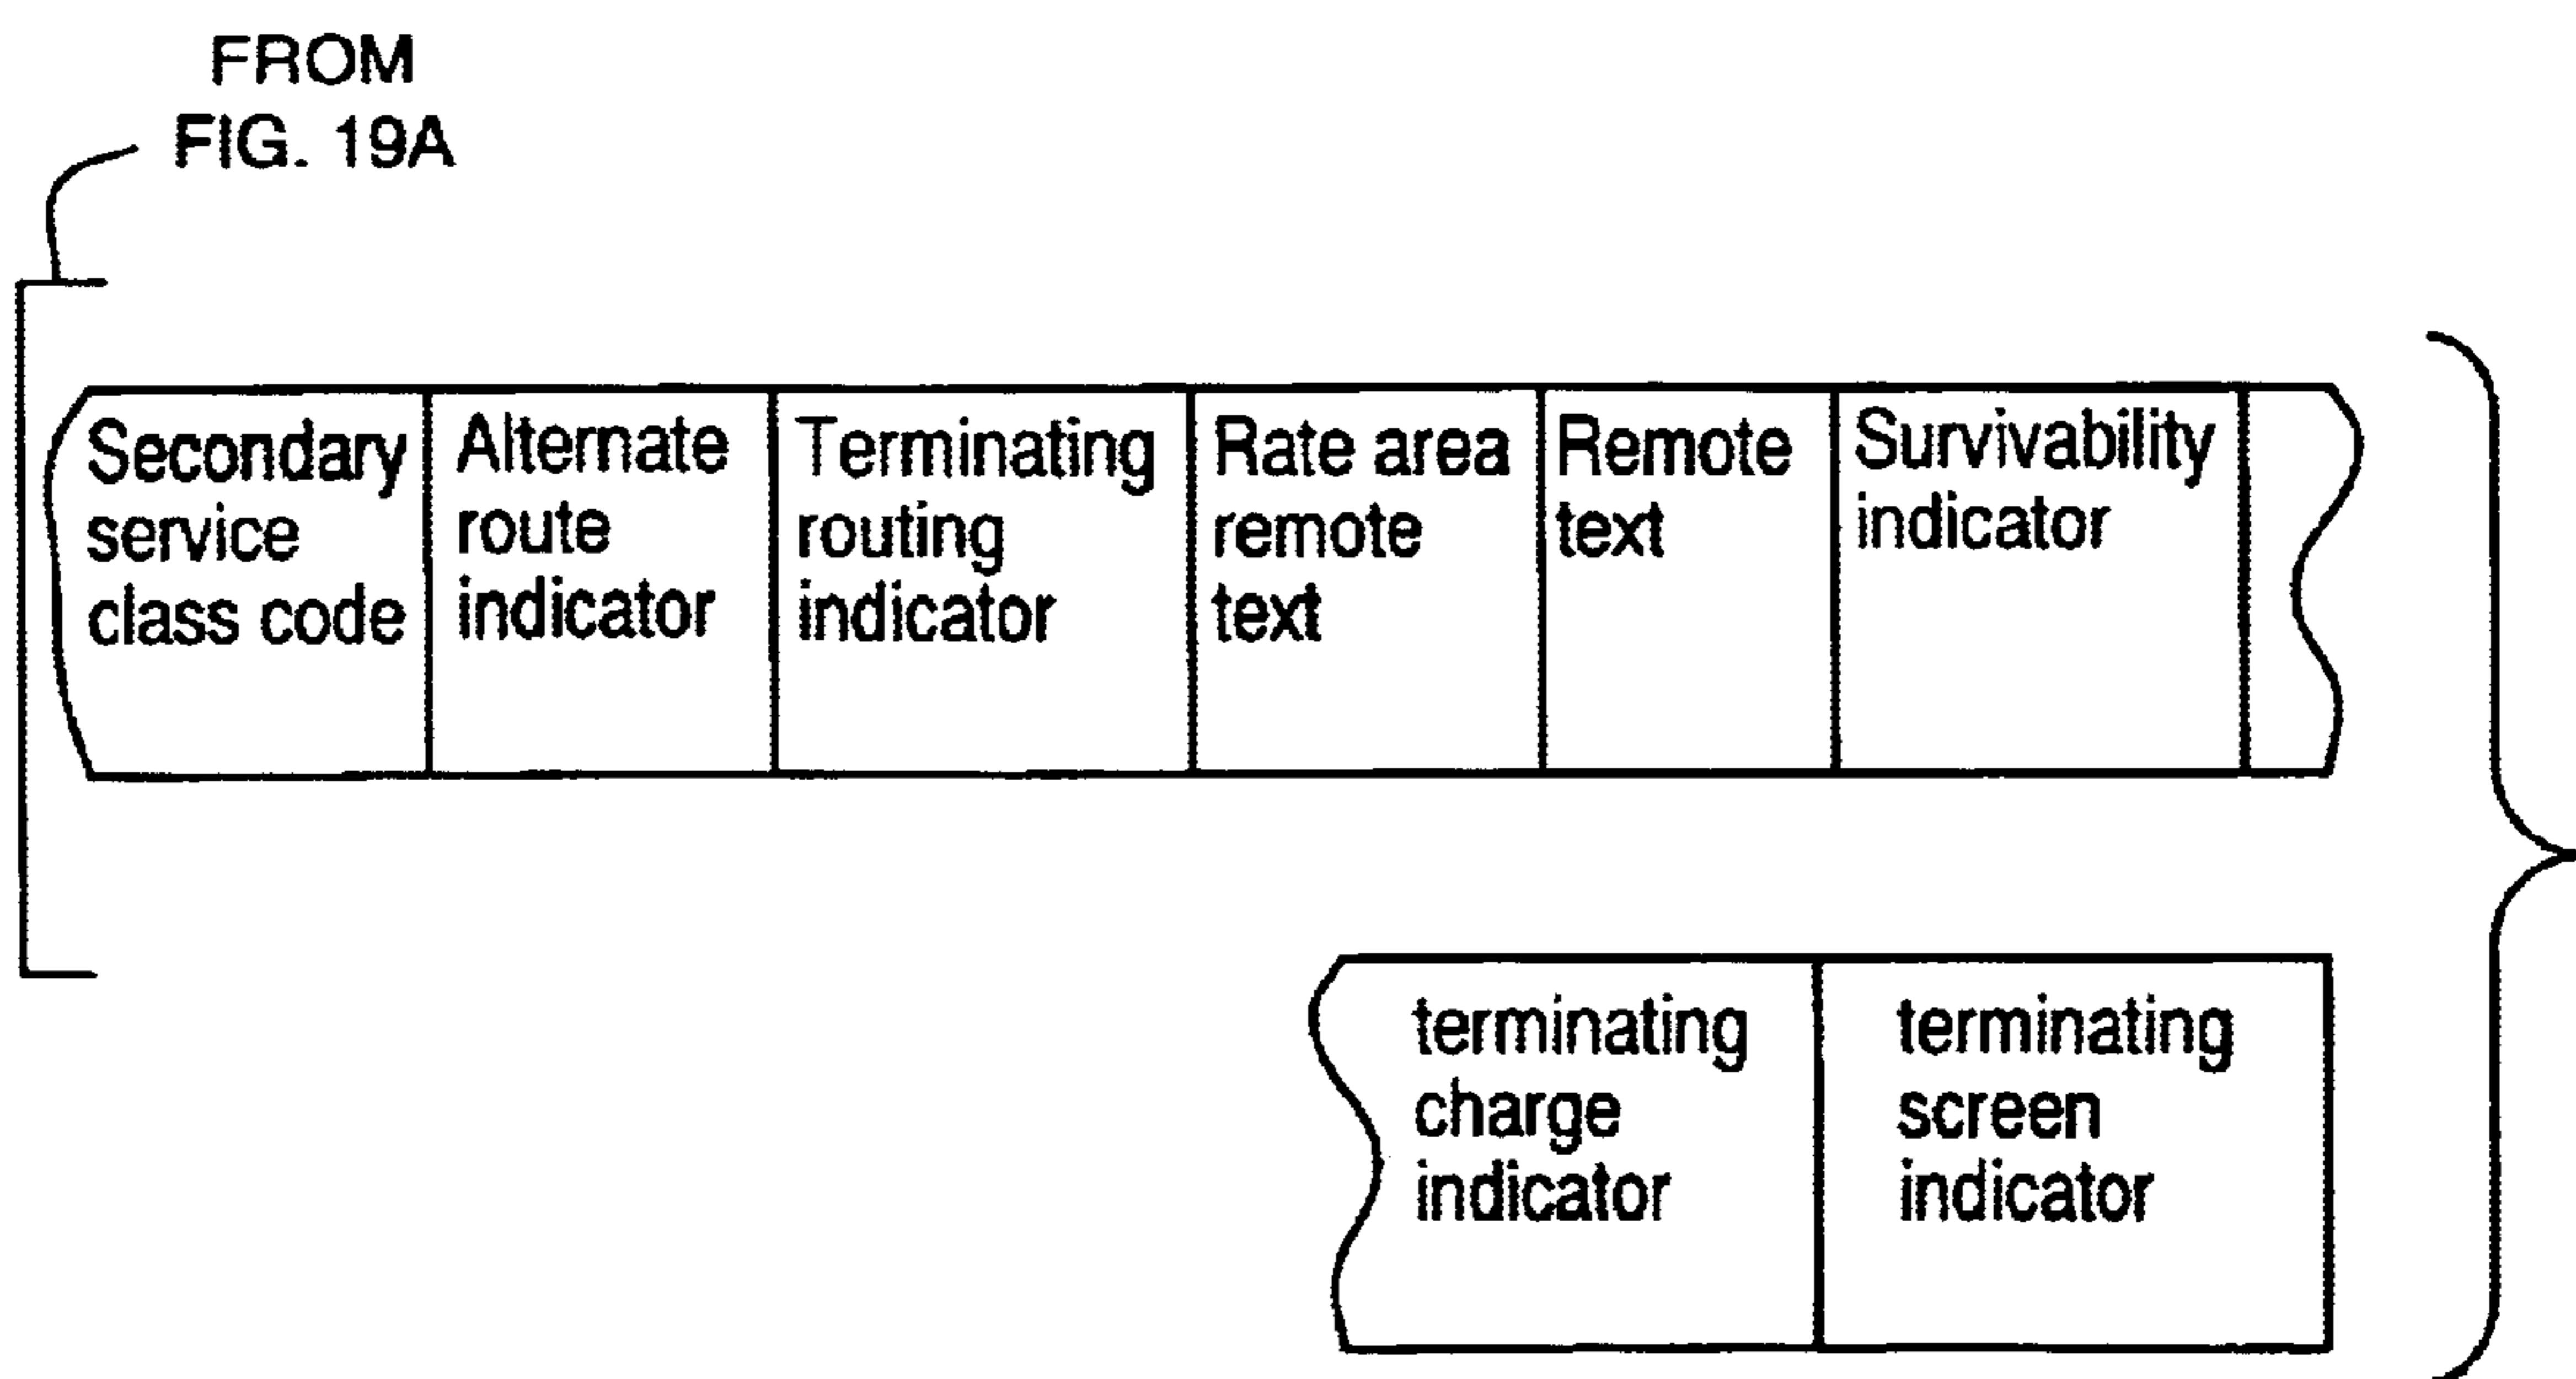 FROM
FIG. 19A
Secondary
service
class code
Alternate
route
indicator
Terminating
routing
indicator
Rate area
remote
text
Remote
text
Survivability
indicator
terminating
charge
indicator
terminating
screen
indicator